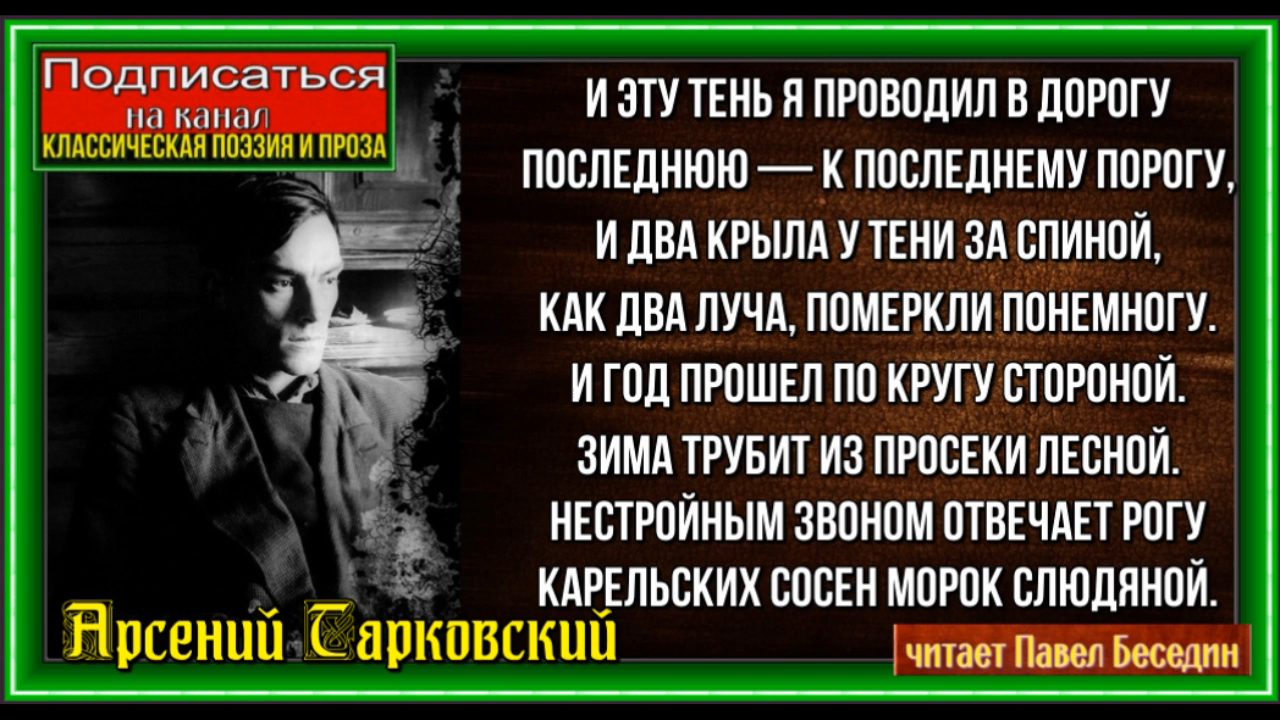 Подписаться
на канал
КЛАССИЧЕСКАЯ ПОЭЗИЯ И ПРОЗА
И ЭТУ ТЕНЬ Я ПРОВОДИЛ В ДОРОГУ
ПОСЛЕДНЮЮ — К ПОСЛЕДНЕМУ ПОРОГУ,
И ДВА КРЫЛА У ТЕНИ ЗА СПИНОЙ,
КАК ДВА ЛУЧА, ПОМЕРКЛИ ПОНЕМНОГУ.
И ГОД ПРОШЕЛ ПО КРУГУ СТОРОНОЙ.
ЗИМА ТРУБИТ ИЗ ПРОСЕКИ ЛЕСНОЙ.
НЕСТРОЙНЫМ ЗВОНОМ ОТВЕЧАЕТ РОГУ
КАРЕЛЬСКИХ СОСЕН МОРОК СЛЮДЯНОЙ.
Арсений Тарковский
читает Павел Беседин